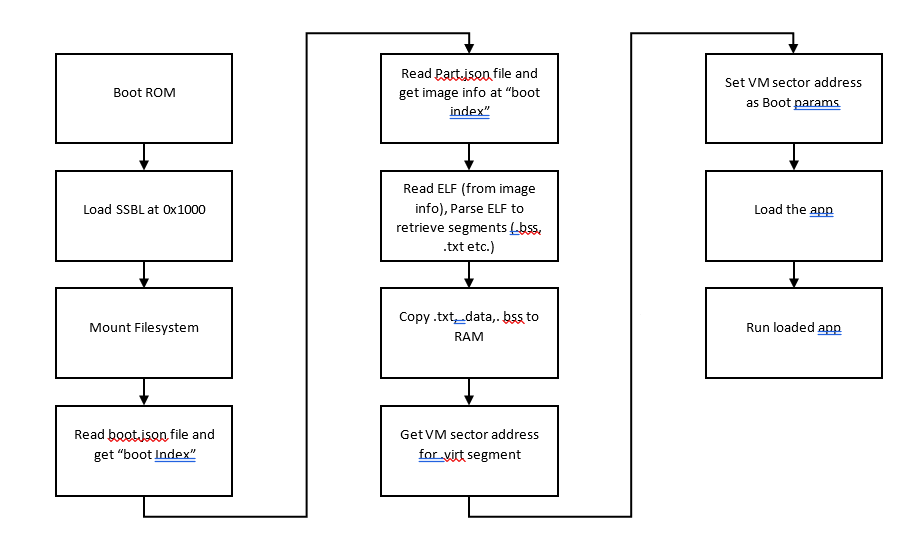 Boot ROM
Load SSBL at 0x1000
Mount Filesystem
Read boot.json file and
get “boot Index”
Read Part.json file and
get image info at “boot
index”
Read ELF (from image
info), Parse ELF to
retrieve segments (.bss,
.txt etc.)
Copy .txt, .data,. bss to
RAM
Get VM sector address
for .virt segment
Set VM sector address
as Boot params
Load the app
Run loaded app